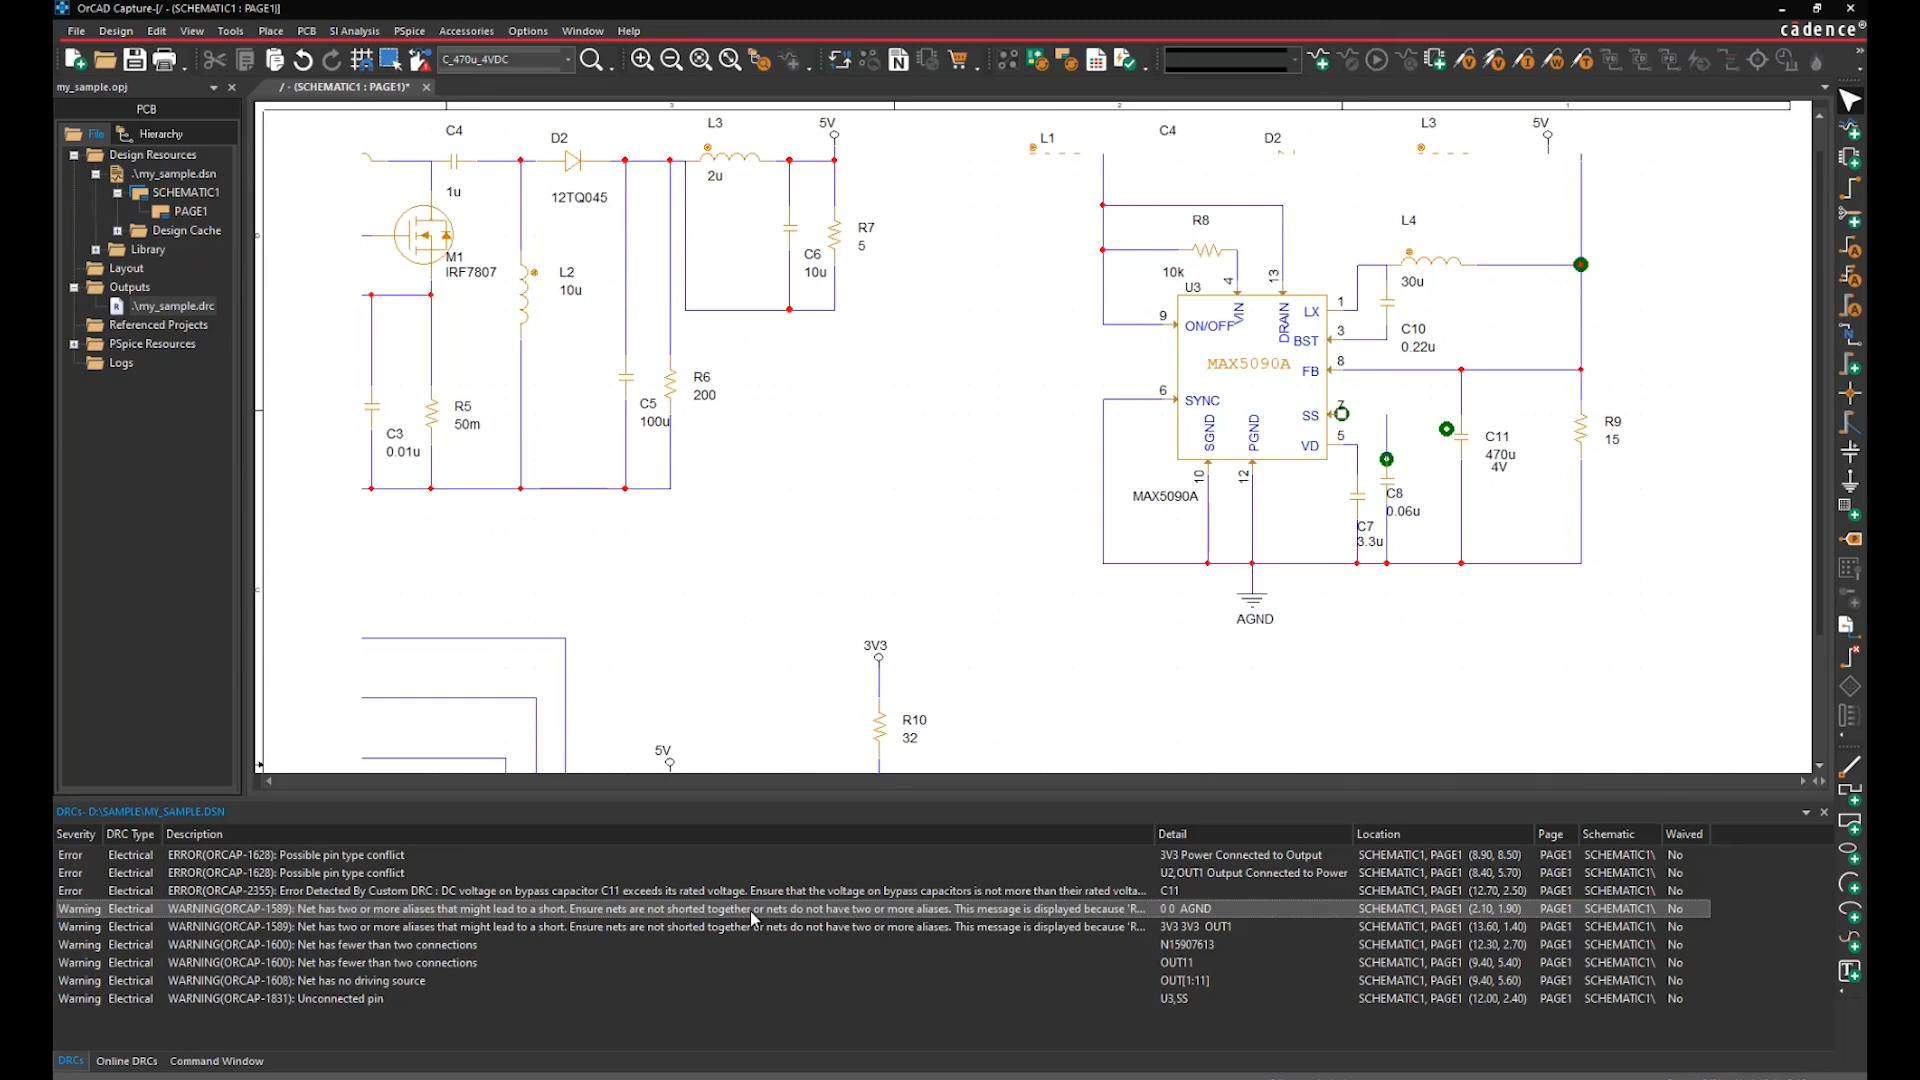 OrCAD Capture-[/ - (SCHEMATIC1 : PAGE1)]
File Design Edit View Tools Place PCB SI Analysis PSpice Accessories Options Window Help
cādence®
C_470u_4VDC
my_sample.opj
/ - (SCHEMATIC1 : PAGE1)*
PCB
File Hierarchy
Design Resources
.\my_sample.dsn
SCHEMATIC1
PAGE1
Design Cache
Library
Layout
Outputs
.\my_sample.drc
Referenced Projects
PSpice Resources
Logs
3 2 1
C4
1u
D2
12TQ045
L3
2u
5V
M1
IRF7807
L2
10u
C6
10u
R7
5
C3
0.01u
R5
50m
C5
100u
R6
200
L1 C4 D2 L3 5V
R8
10k
U3
L4
30u
4 13
VIN DRAIN
9 ON/OFF
LX 1
BST 3
MAX5090A
FB 8
6 SYNC
SS 7
VD 5
SGND PGND
10 12
MAX5090A
C10
0.22u
C11
470u
4V
R9
15
C8
0.06u
C7
3.3u
AGND
3V3
R10
32
5V
DRCs- D:\SAMPLE\MY_SAMPLE.DSN
Severity DRC Type Description Detail Location Page Schematic Waived
Error Electrical ERROR(ORCAP-1628): Possible pin type conflict 3V3 Power Connected to Output SCHEMATIC1, PAGE1 (8.90, 8.50) PAGE1 SCHEMATIC1\ No
Error Electrical ERROR(ORCAP-1628): Possible pin type conflict U2,OUT1 Output Connected to Power SCHEMATIC1, PAGE1 (8.40, 5.70) PAGE1 SCHEMATIC1\ No
Error Electrical ERROR(ORCAP-2355): Error Detected By Custom DRC : DC voltage on bypass capacitor C11 exceeds its rated voltage. Ensure that the voltage on bypass capacitors is not more than their rated volta... C11 SCHEMATIC1, PAGE1 (12.70, 2.50) PAGE1 SCHEMATIC1\ No
Warning Electrical WARNING(ORCAP-1589): Net has two or more aliases that might lead to a short. Ensure nets are not shorted together or nets do not have two or more aliases. This message is displayed because 'R... 0 0 AGND SCHEMATIC1, PAGE1 (2.10, 1.90) PAGE1 SCHEMATIC1\ No
Warning Electrical WARNING(ORCAP-1589): Net has two or more aliases that might lead to a short. Ensure nets are not shorted together or nets do not have two or more aliases. This message is displayed because 'R... 3V3 3V3 OUT1 SCHEMATIC1, PAGE1 (13.60, 1.40) PAGE1 SCHEMATIC1\ No
Warning Electrical WARNING(ORCAP-1600): Net has fewer than two connections N15907613 SCHEMATIC1, PAGE1 (12.30, 2.70) PAGE1 SCHEMATIC1\ No
Warning Electrical WARNING(ORCAP-1600): Net has fewer than two connections OUT11 SCHEMATIC1, PAGE1 (9.40, 5.40) PAGE1 SCHEMATIC1\ No
Warning Electrical WARNING(ORCAP-1608): Net has no driving source OUT[1:11] SCHEMATIC1, PAGE1 (9.40, 5.60) PAGE1 SCHEMATIC1\ No
Warning Electrical WARNING(ORCAP-1831): Unconnected pin U3,SS SCHEMATIC1, PAGE1 (12.00, 2.40) PAGE1 SCHEMATIC1\ No
DRCs Online DRCs Command Window